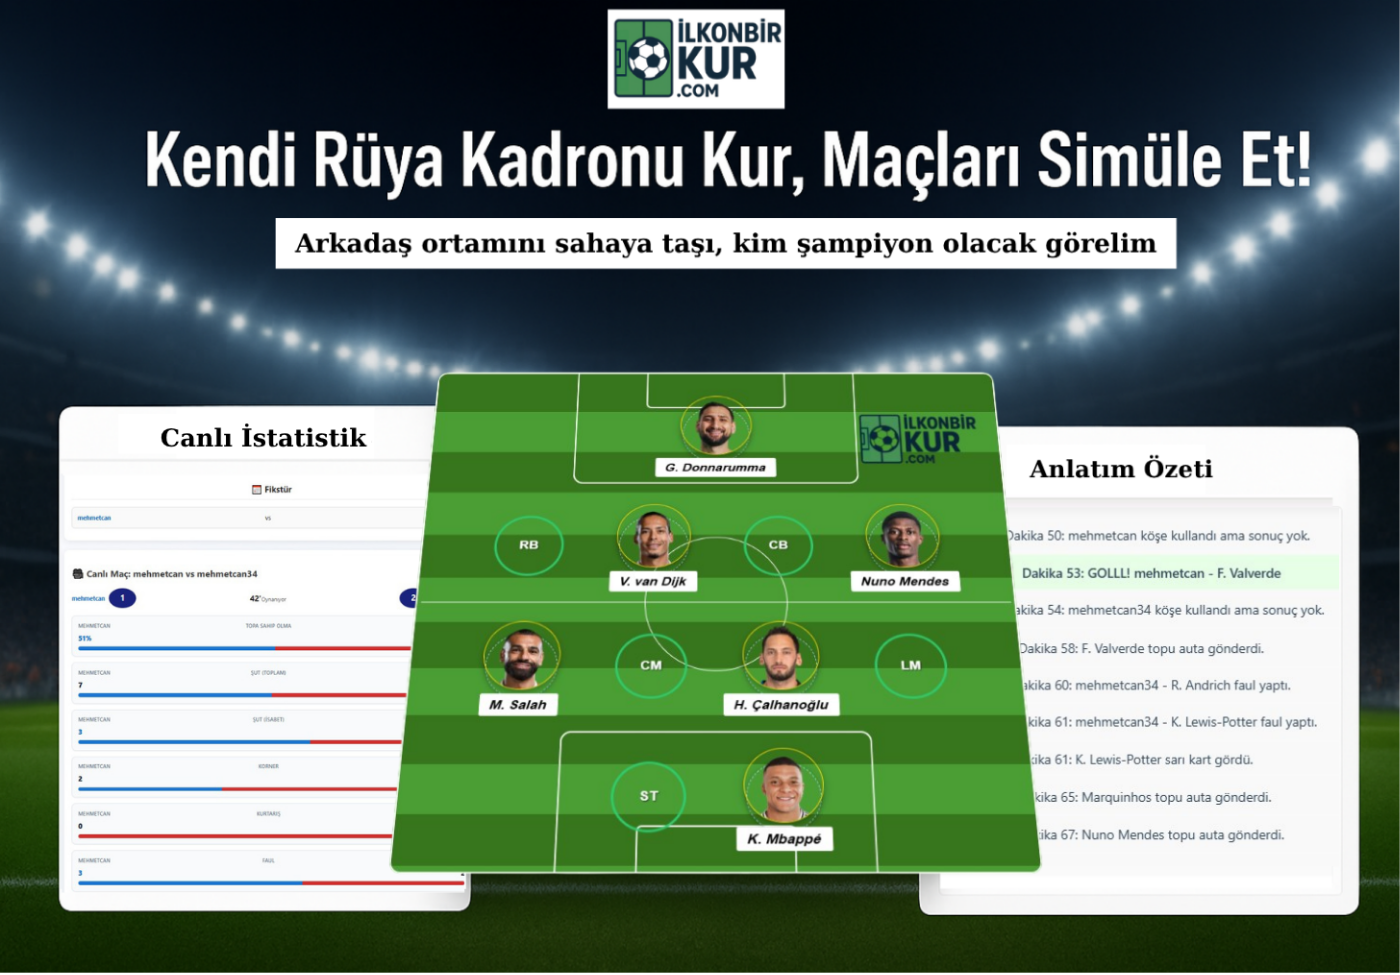 İLKONBİR
KUR
.COM
Kendi Rüya Kadronu Kur, Maçları Simüle Et!
Arkadaş ortamını sahaya taşı, kim şampiyon olacak görelim
Canlı İstatistik
Fikstür
mehmetcan
vs
Canlı Maç: mehmetcan vs mehmetcan34
mehmetcan 1 42' Oynanıyor 2
MEHMETCAN TOPA SAHİP OLMA
51%
MEHMETCAN ŞUT (TOPLAM)
7
MEHMETCAN ŞUT (İSABET)
3
MEHMETCAN KORNER
2
MEHMETCAN KURTARIŞ
0
MEHMETCAN FAUL
3
İLKONBİR
KUR
.COM
G. Donnarumma
RB
CB
V. van Dijk
Nuno Mendes
CM
LM
M. Salah
H. Çalhanoğlu
ST
K. Mbappé
Anlatım Özeti
Dakika 50: mehmetcan köşe kullandı ama sonuç yok.
Dakika 53: GOLLL! mehmetcan - F. Valverde
akika 54: mehmetcan34 köşe kullandı ama sonuç yok.
Dakika 58: F. Valverde topu auta gönderdi.
akika 60: mehmetcan34 - R. Andrich faul yaptı.
kika 61: mehmetcan34 - K. Lewis-Potter faul yaptı.
kika 61: K. Lewis-Potter sarı kart gördü.
kika 65: Marquinhos topu auta gönderdi.
ika 67: Nuno Mendes topu auta gönderdi.